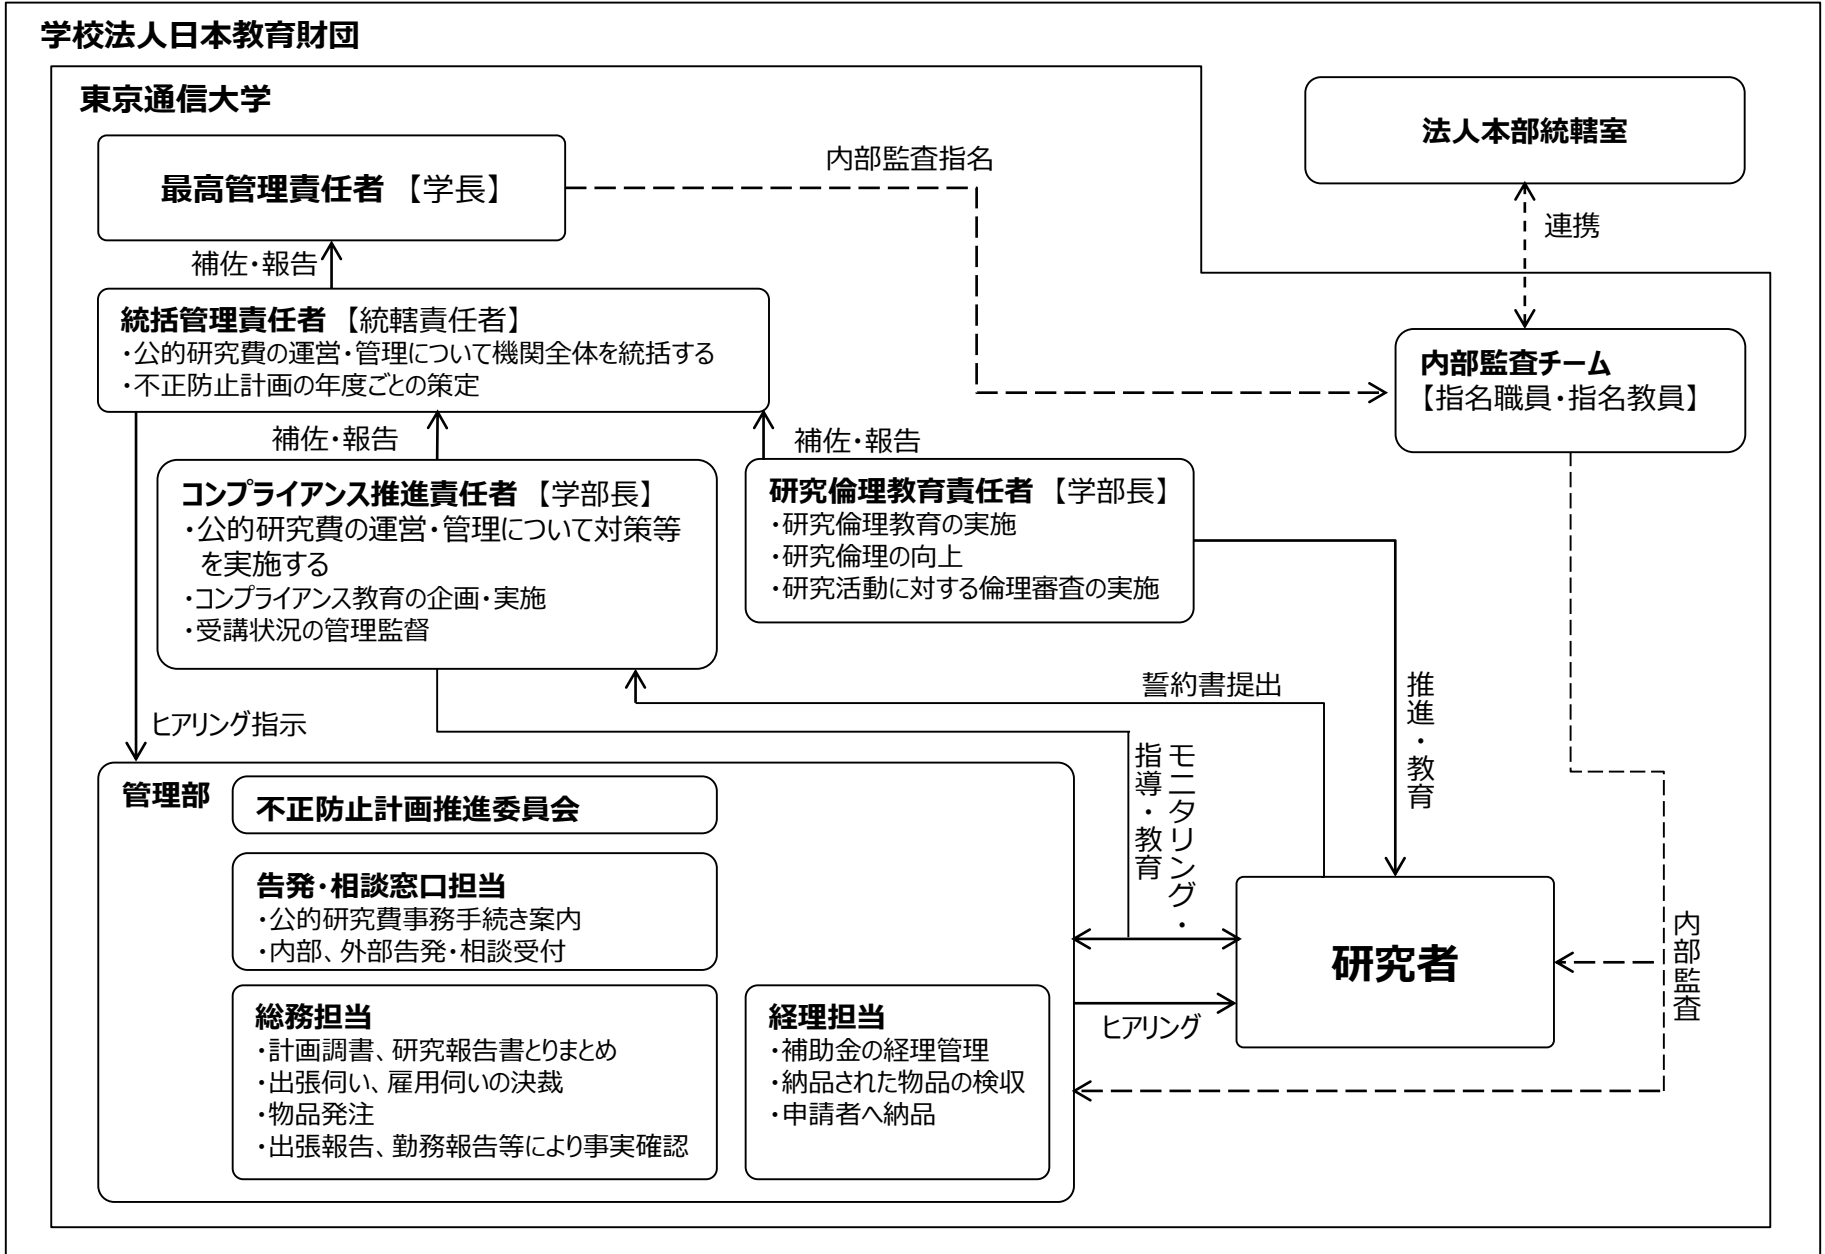 学校法人日本教育財団
東京通信大学
法人本部統轄室
最高管理責任者 【学長】
内部監査指名
連携
補佐・報告
統括管理責任者 【統轄責任者】
・公的研究費の運営・管理について機関全体を統括する
・不正防止計画の年度ごとの策定
内部監査チーム
【指名職員・指名教員】
補佐・報告
補佐・報告
コンプライアンス推進責任者 【学部長】
・公的研究費の運営・管理について対策等
を実施する
・コンプライアンス教育の企画・実施
・受講状況の管理監督
研究倫理教育責任者 【学部長】
・研究倫理教育の実施
・研究倫理の向上
・研究活動に対する倫理審査の実施
誓約書提出
推進・教育
ヒアリング指示
モニタリング・
指導・教育
管理部
不正防止計画推進委員会
告発・相談窓口担当
・公的研究費事務手続き案内
・内部、外部告発・相談受付
総務担当
・計画調書、研究報告書とりまとめ
・出張伺い、雇用伺いの決裁
・物品発注
・出張報告、勤務報告等により事実確認
経理担当
・補助金の経理管理
・納品された物品の検収
・申請者へ納品
ヒアリング
研究者
内部監査